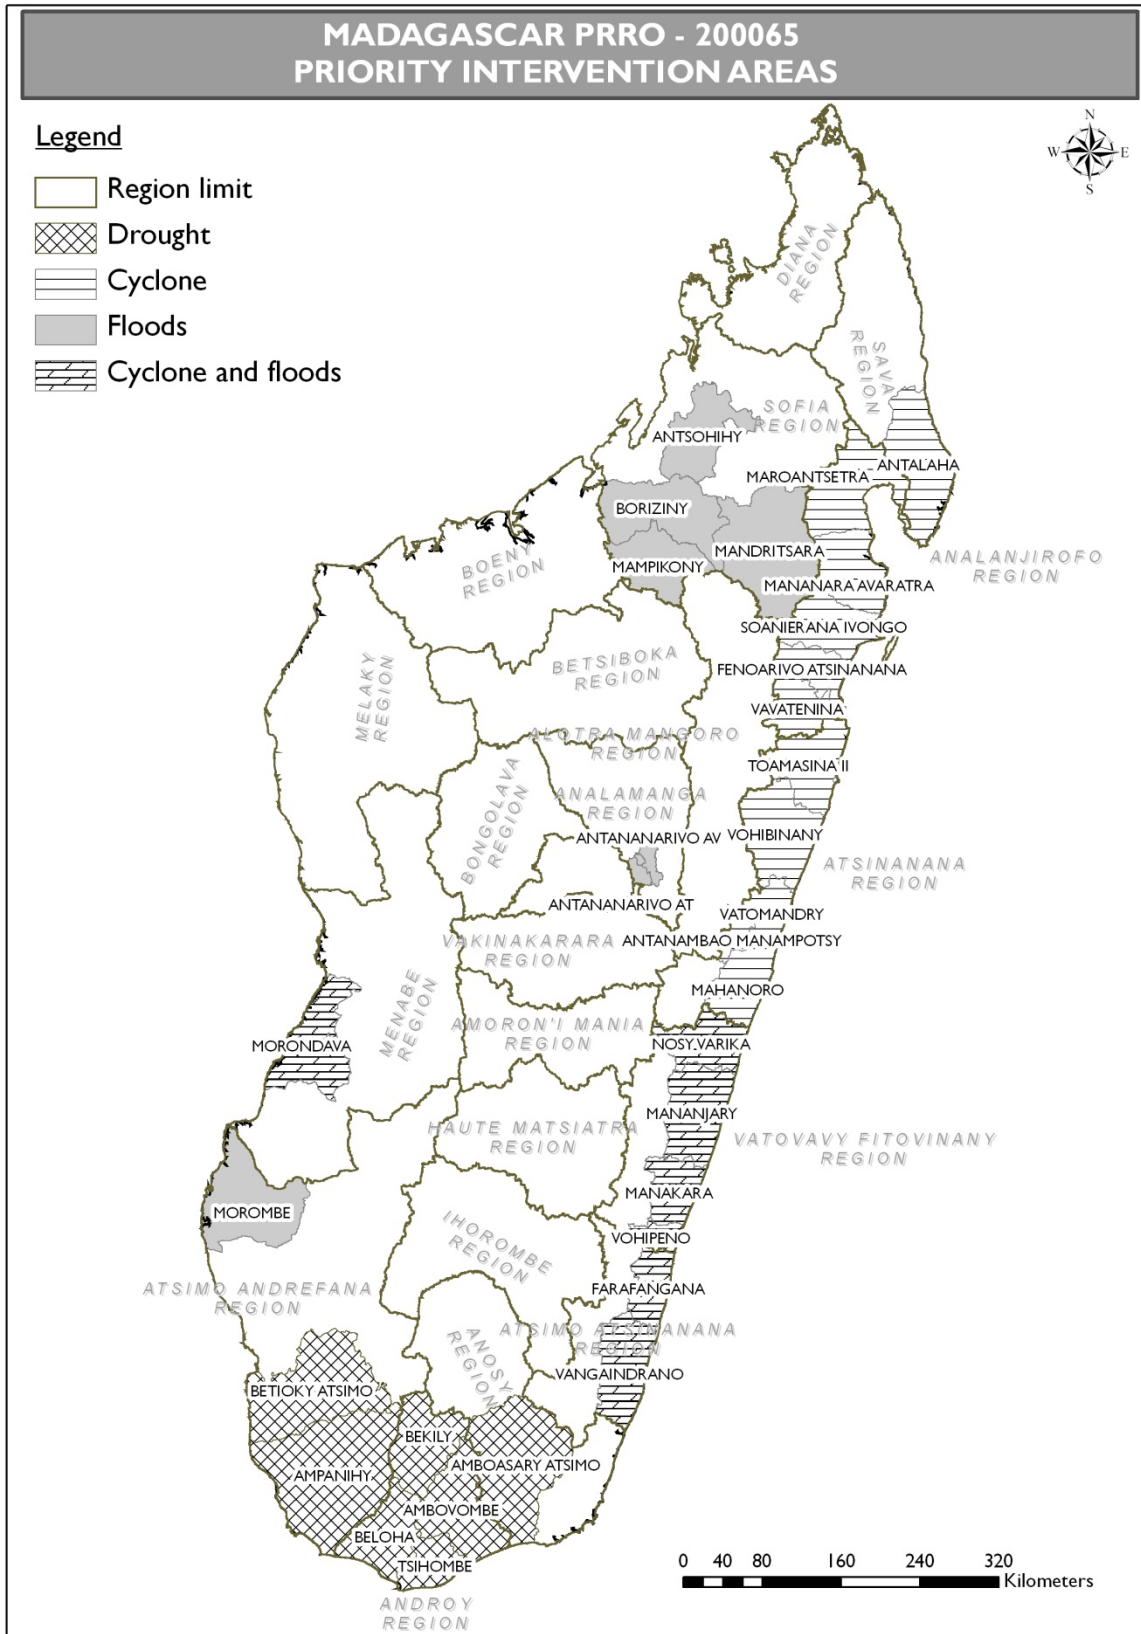 MADAGASCAR PRRO - 200065
PRIORITY INTERVENTION AREAS
Legend
Region limit
Drought
Cyclone
Floods
Cyclone and floods
N
W E
S
DIANA
REGION
SAVA
REGION
SOFIA
REGION
ANTSOHIHY
ANTALAHA
MAROANTSETRA
BORIZINY
MANDRITSARA
ANALANJIROFO
REGION
BOENY
REGION
MAMPIKONY
MANANARA AVARATRA
SOANIERANA IVONGO
BETSIBOKA
REGION
FENOARIVO ATSINANANA
MELAKY
REGION
VAVATENINA
ALOTRA MANGORO
REGION
TOAMASINA II
ANALAMANGA
REGION
BONGOLAVA
REGION
ANTANANARIVO AV
VOHIBINANY
ATSINANANA
REGION
ANTANANARIVO AT
VATOMANDRY
VAKINAKARARA
REGION
ANTANAMBAO MANAMPOTSY
MAHANORO
MENABE
REGION
AMORON'I MANIA
REGION
MORONDAVA
NOSY VARIKA
MANANJARY
HAUTE MATSIATRA
REGION
VATOVAVY FITOVINANY
REGION
MANAKARA
MOROMBE
IHOROMBE
REGION
VOHIPENO
ATSIMO ANDREFANA
REGION
FARAFANGANA
ATSIMO ATSINANANA
REGION
ANOSY
REGION
VANGAINDRANO
BETIOKY ATSIMO
BEKILY
AMBOASARY ATSIMO
AMPANIHY
AMBOVOMBE
BELOHA
TSIHOMBE
ANDROY
REGION
0 40 80 160 240 320
Kilometers